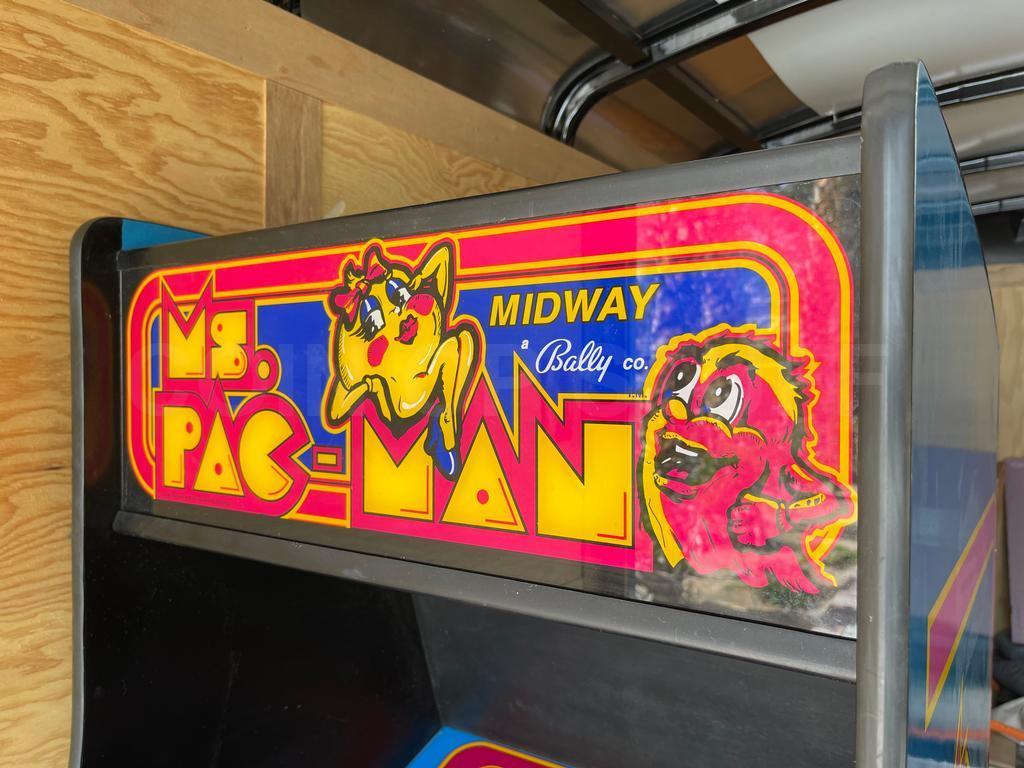 MS.
PAC-MAN
MIDWAY
a Bally co.
T.M.